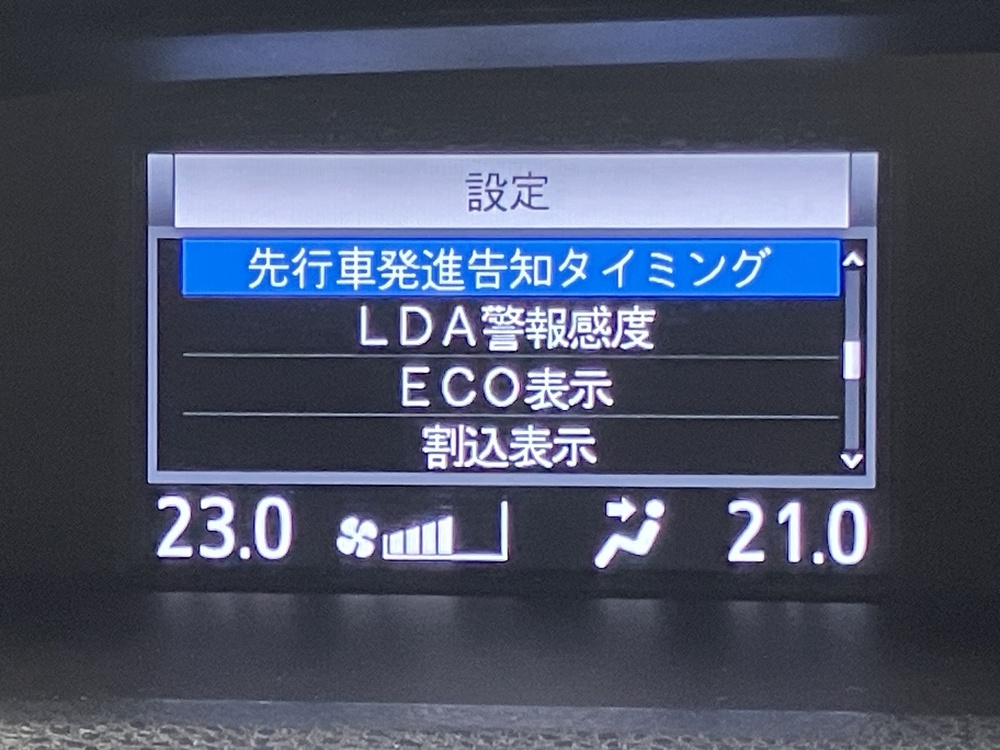 設定
先行車発進告知タイミング
LDA警報感度
ECO表示
割込表示
23.0 21.0